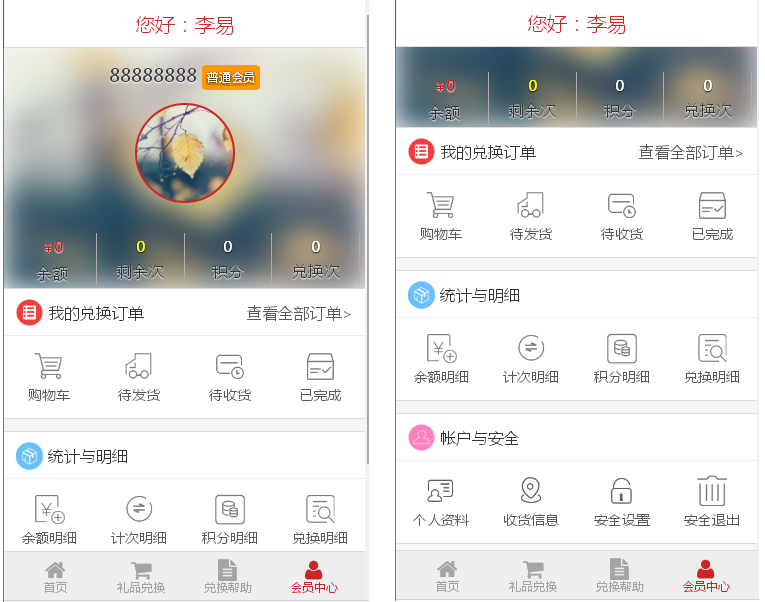 您好：李易
88888888 普通会员
¥0 0 0 0
余额 剩余次 积分 兑换次
我的兑换订单 查看全部订单>
购物车 待发货 待收货 已完成
统计与明细
余额明细 计次明细 积分明细 兑换明细
首页 礼品兑换 兑换帮助 会员中心
您好：李易
¥0 0 0 0
余额 剩余次 积分 兑换次
我的兑换订单 查看全部订单>
购物车 待发货 待收货 已完成
统计与明细
余额明细 计次明细 积分明细 兑换明细
帐户与安全
个人资料 收货信息 安全设置 安全退出
首页 礼品兑换 兑换帮助 会员中心